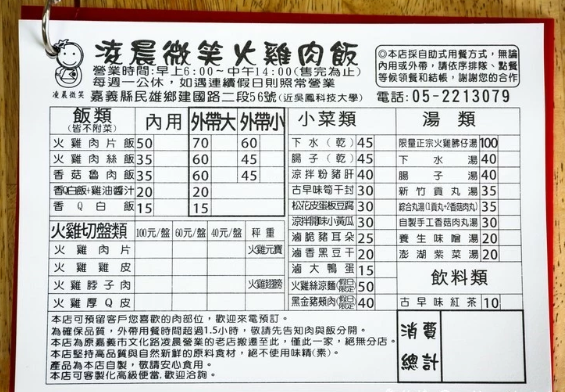 凌晨微笑
凌晨微笑火雞肉飯
營業時間:早上6:00~中午14:00(售完為止)
每週一公休,如遇連續假日則照常營業
嘉義縣民雄鄉建國路二段56號(近吳鳳科技大學)
◎本店採自助式用餐方式,無論
內用或外帶,請依序排隊、點餐
等候領餐和結帳,謝謝您的合作
電話:05-2213079
飯類 內用 外帶大 外帶小
(皆不附菜)
火雞肉片飯 50 70 60
火雞肉絲飯 35 60 45
香菇魯肉飯 35 60 45
香Q白飯+雞油醬汁 20 20
香Q白飯 15 15
火雞切盤類 100元/盤 60元/盤 40元/盤 秤重
火雞肉片 火雞元寶
火雞雞皮
火雞脖子肉 火雞翅膀
火雞厚Q皮
小菜類
下水(乾) 45
腸子(乾) 45
涼拌粉豬肝 40
古早味筍干封 30
松花皮蛋板豆腐 30
涼拌開味小黃瓜 30
滷脆豬耳朵 25
滷香黑豆干 20
滷大鴨蛋 15
火雞絲涼麵 假日限定 50
黑金豬頰肉 假日限定 40
湯類
限量正宗火雞脖仔湯 100
下水湯 40
腸子湯 40
新竹貢丸湯 35
綜合丸湯(1貢丸+2香菇肉丸) 35
自製手工香菇肉丸湯 30
養生味噌湯 20
澎湖紫菜湯 20
飲料類
古早味紅茶 10
本店可預留客戶您喜歡的肉部位,歡迎來電預訂。
為確保品質,外帶用餐時間超過1.5小時,敬請先告知肉與飯分開。
本店為原嘉義市文化路凌晨營業的老店搬遷至此,僅此一家,絕無分店。
本店堅持高品質與自然新鮮的原料食材,絕不使用味精(素)。
產品為本店自製,敬請安心食用。
本店可客製化高級便當,歡迎洽詢。
消費
總計